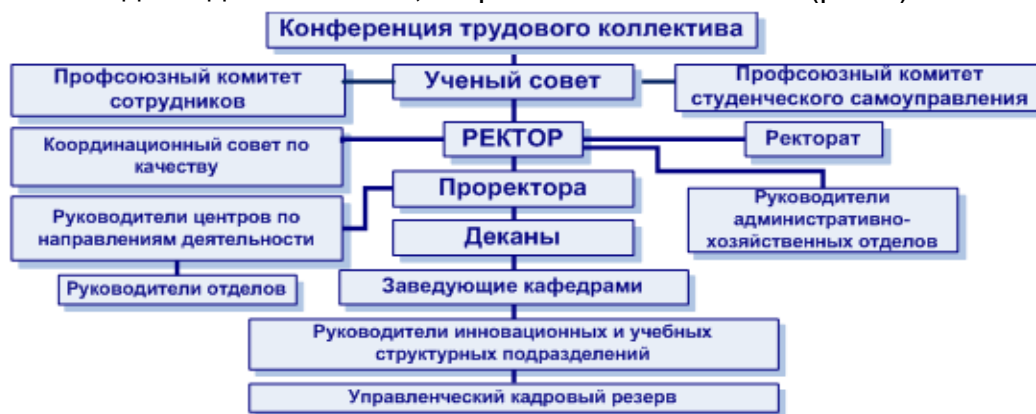 Конференция трудового коллектива
Профсоюзный комитет
сотрудников
Ученый совет
Профсоюзный комитет
студенческого самоуправления
Координационный совет по
качеству
РЕКТОР
Ректорат
Проректора
Руководители
административно-
хозяйственных отделов
Руководители центров по
направлениям деятельности
Деканы
Руководители отделов
Заведующие кафедрами
Руководители инновационных и учебных
структурных подразделений
Управленческий кадровый резерв